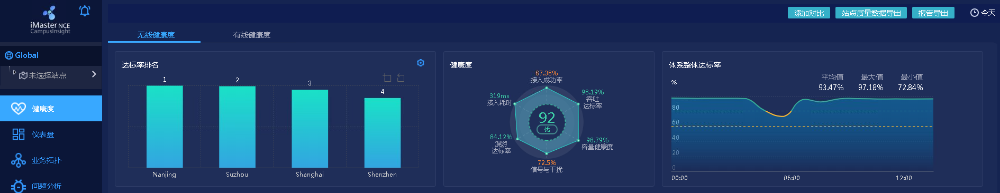 iMaster NCE
CampusInsight
Global
未选择站点
健康度
仪表盘
业务拓扑
问题分析
添加对比
站点质量数据导出
报告导出
今天
无线健康度
有线健康度
达标率排名
1
2
3
4
Nanjing
Suzhou
Shanghai
Shenzhen
健康度
87.38%
接入成功率
98.19%
吞吐
达标率
98.79%
容量健康度
72.5%
信号与干扰
84.12%
漫游
达标率
319ms
接入耗时
92
优
体系整体达标率
%
平均值
最大值
最小值
93.47%
97.18%
72.84%
80
60
40
20
0
00:00
06:00
12:00